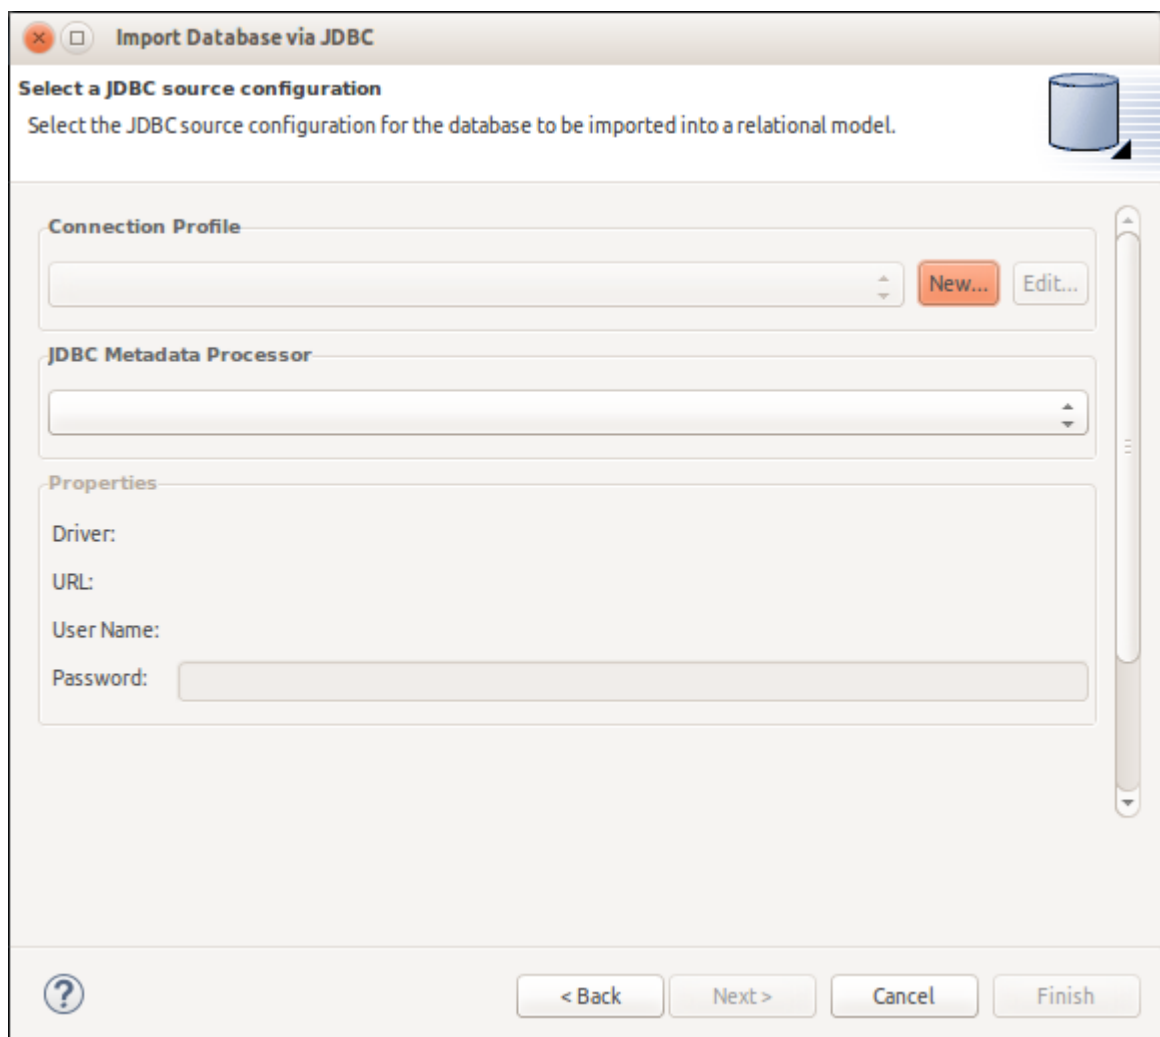 Import Database via JDBC
Select a JDBC source configuration
Select the JDBC source configuration for the database to be imported into a relational model.
Connection Profile
New... Edit...
JDBC Metadata Processor
Properties
Driver:
URL:
User Name:
Password:
? < Back Next > Cancel Finish